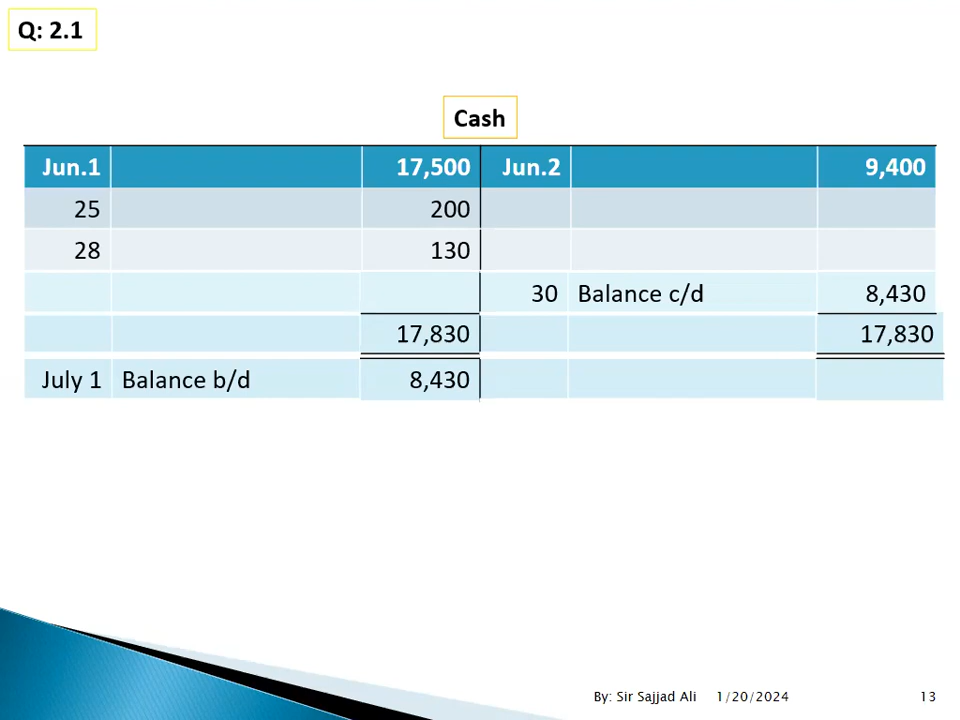 Q: 2.1
Cash
Jun.1 17,500 Jun.2 9,400
25 200
28 130
30 Balance c/d 8,430
17,830 17,830
July 1 Balance b/d 8,430
By: Sir Sajjad Ali 1/20/2024 13